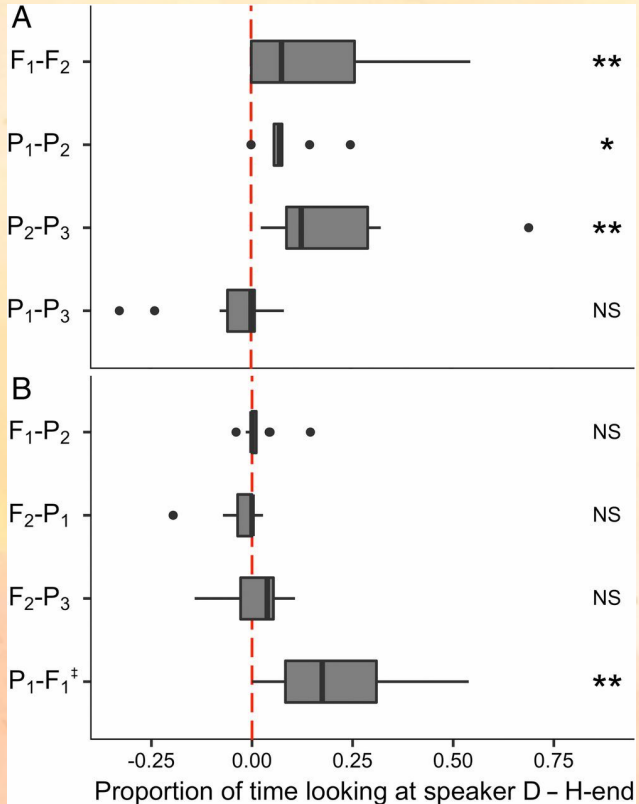 A
F₁-F₂ **
P₁-P₂ *
P₂-P₃ **
P₁-P₃ NS
B
F₁-P₂ NS
F₂-P₁ NS
F₂-P₃ NS
P₁-F₁‡ **
-0.25 0.00 0.25 0.50 0.75
Proportion of time looking at speaker D – H-end